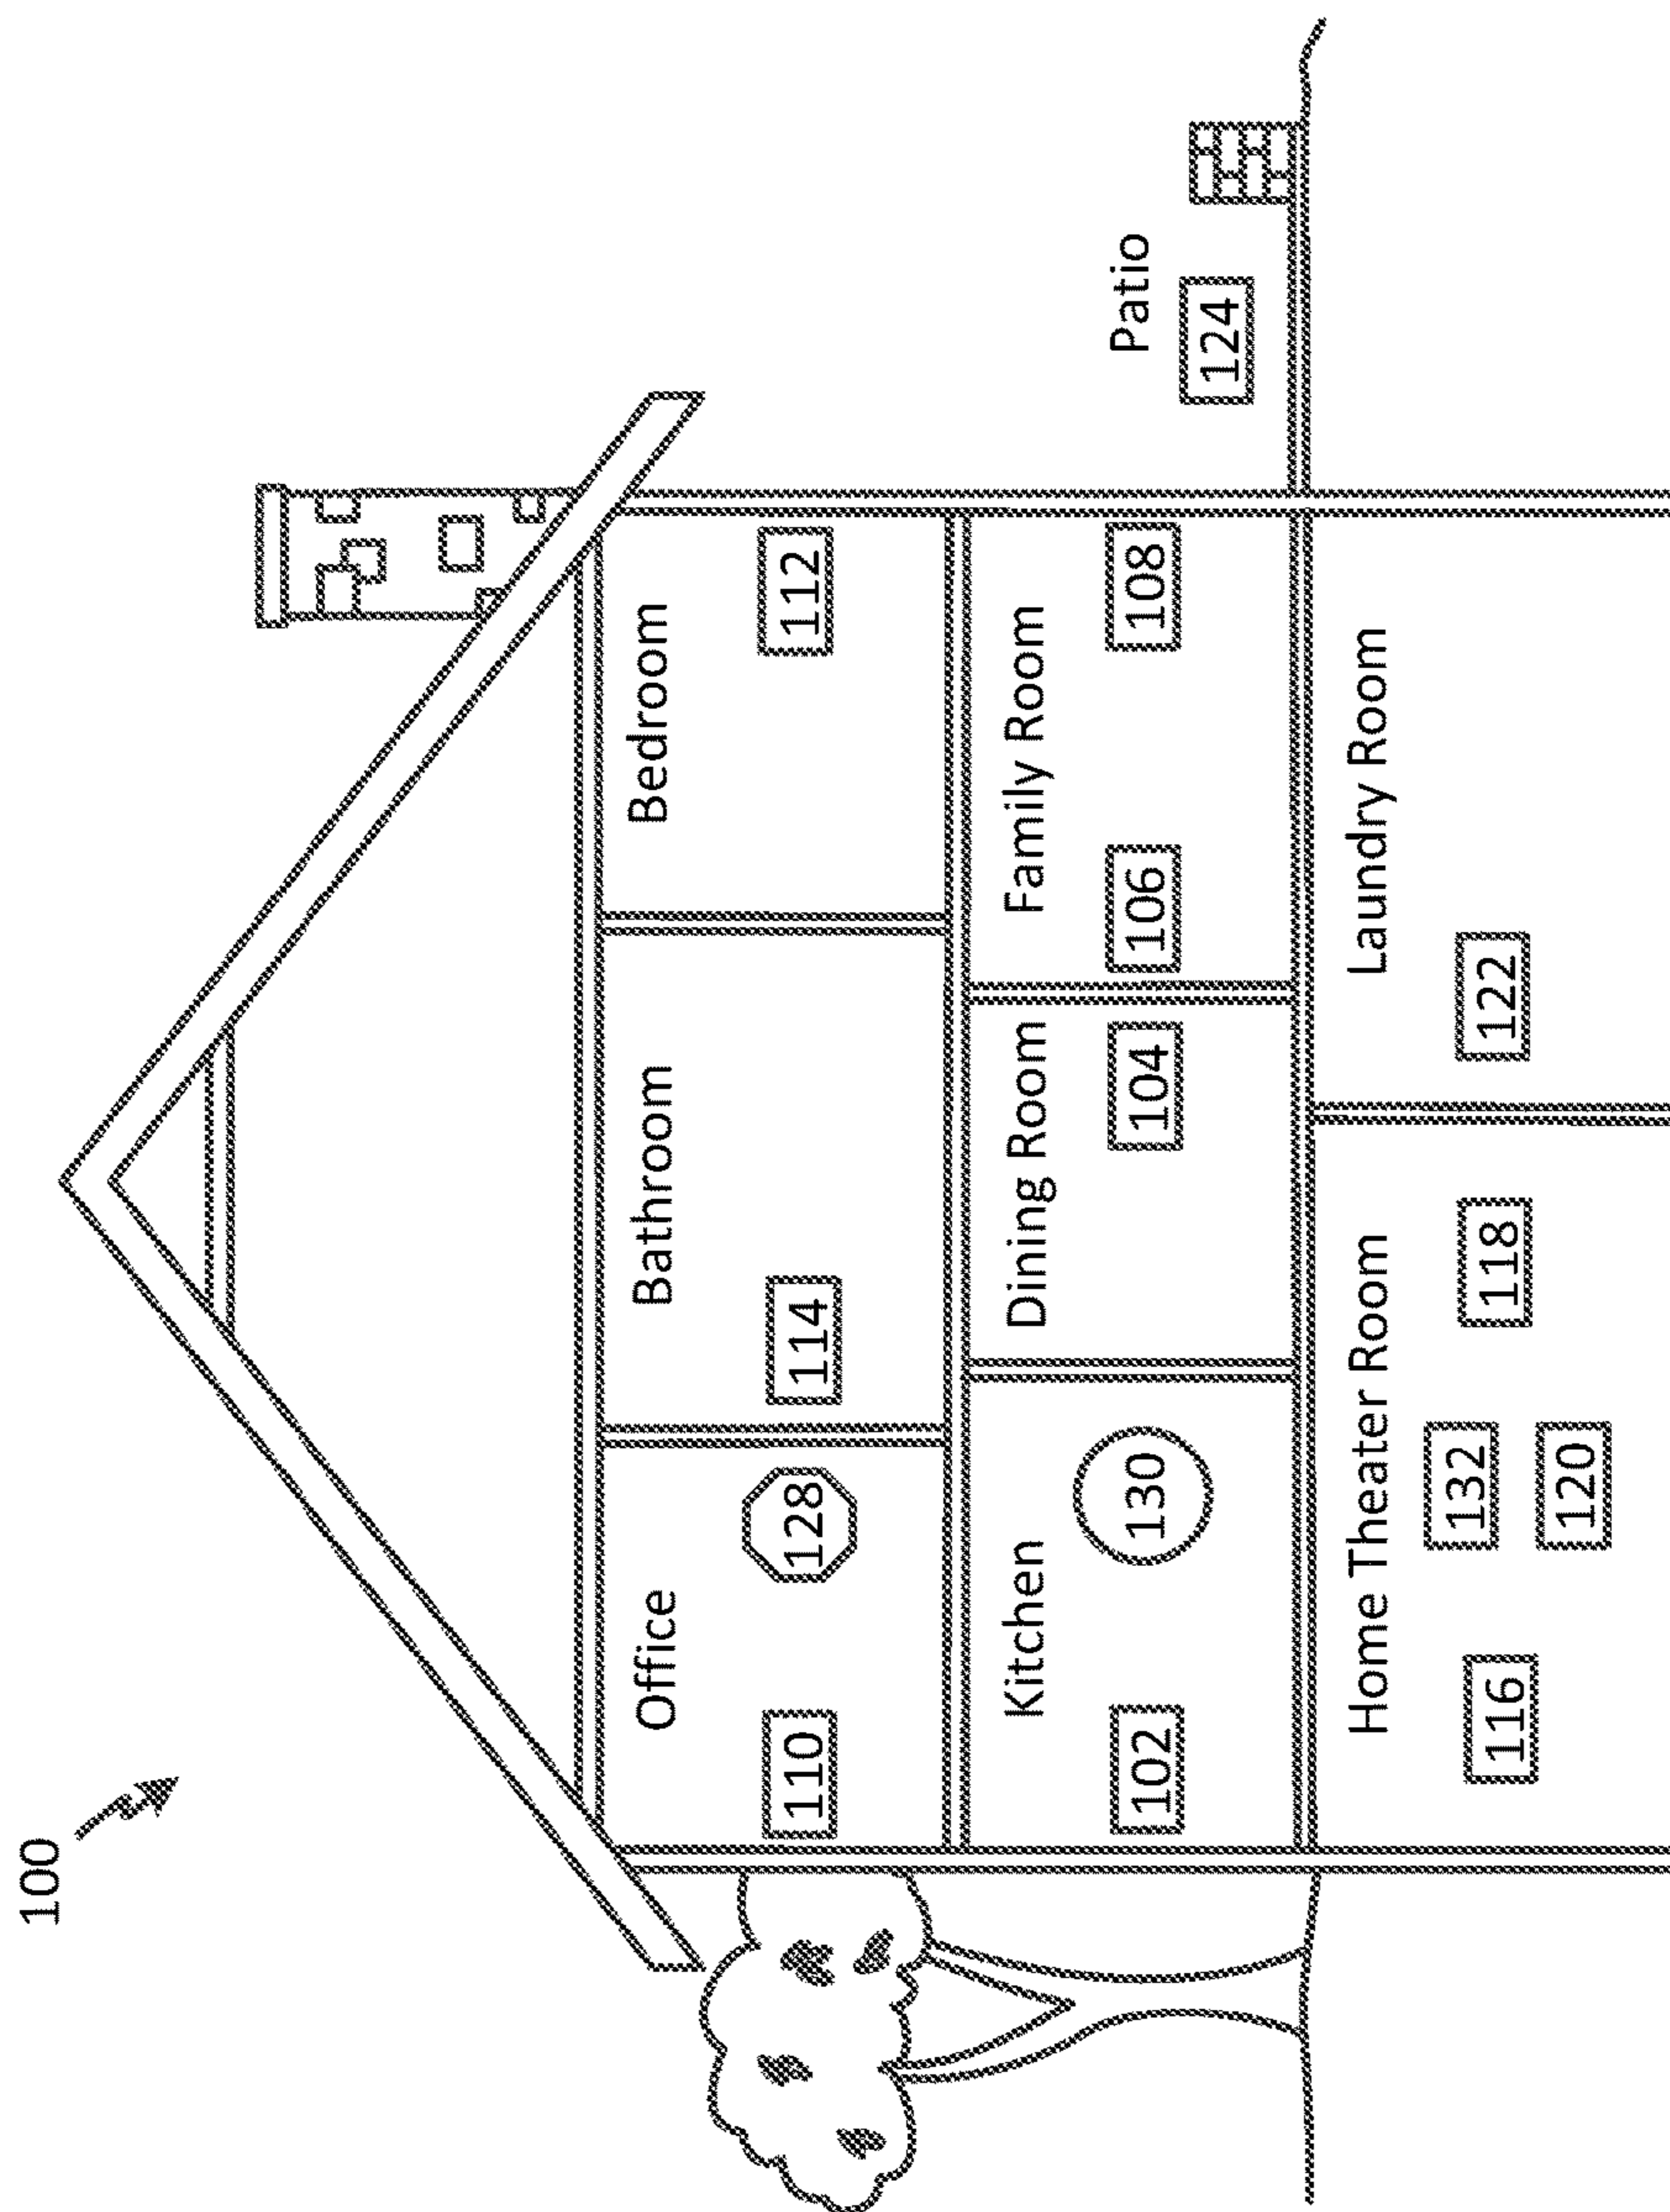 100
Office
Bathroom
Bedroom
110
128
114
112
Kitchen
Dining Room
Family Room
102
130
104
106
108
Patio
124
Home Theater Room
Laundry Room
116
132
120
118
122